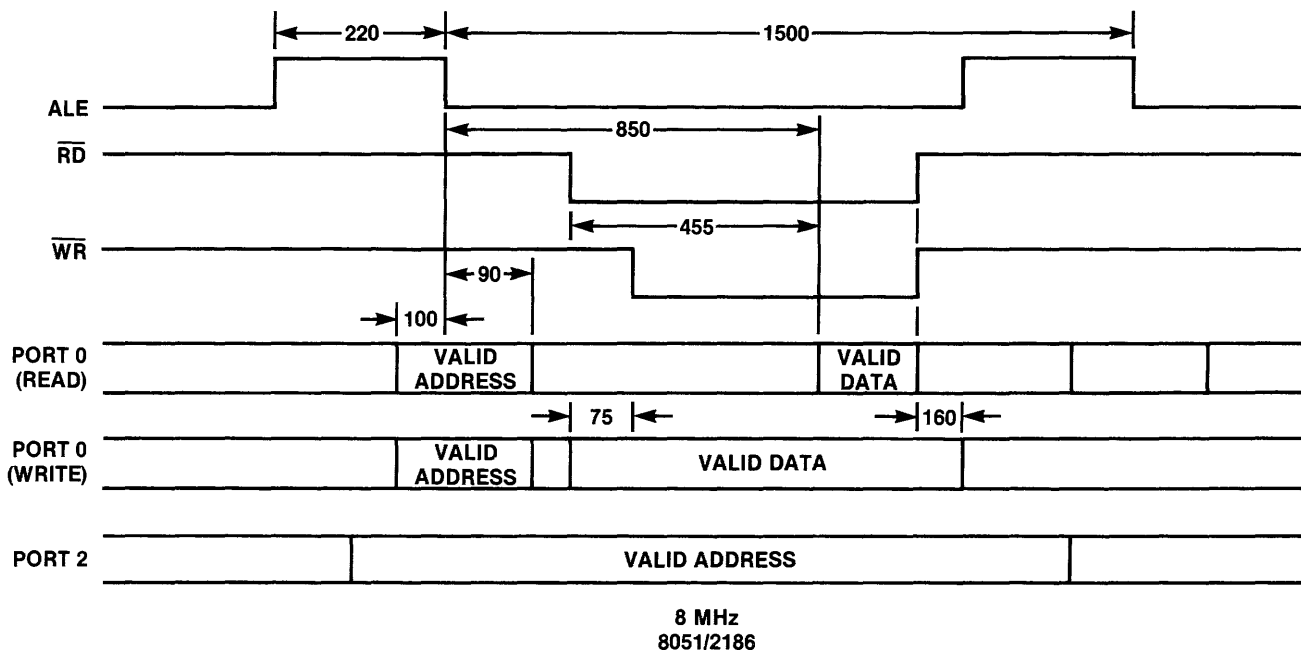 220
1500
ALE
850
RD
455
WR
90
100
PORT 0
(READ)
VALID
ADDRESS
VALID
DATA
75
160
PORT 0
(WRITE)
VALID
ADDRESS
VALID DATA
PORT 2
VALID ADDRESS
8 MHz
8051/2186